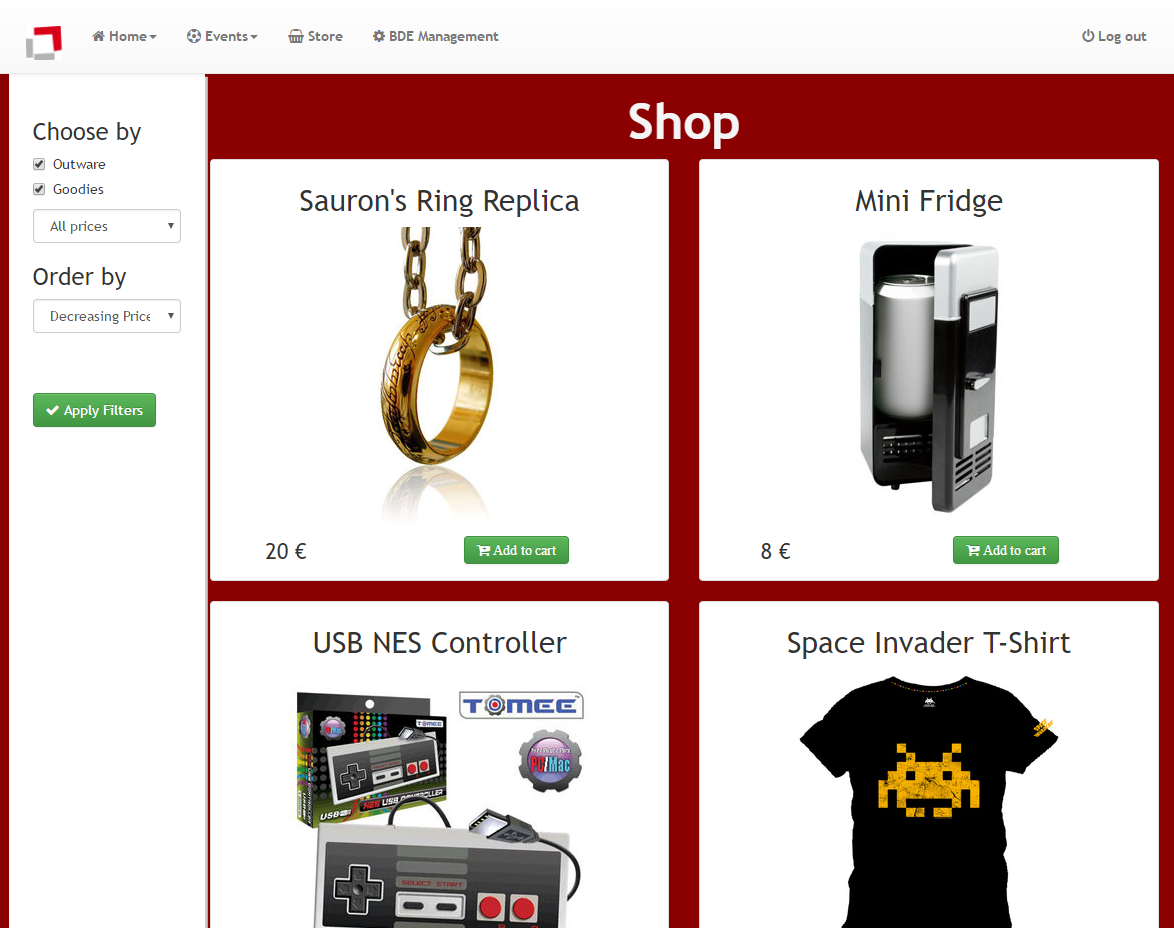 Home Events Store BDE Management Log out
Choose by
Outware
Goodies
All prices
Order by
Decreasing Price
Apply Filters
Shop
Sauron's Ring Replica
20 €
Add to cart
Mini Fridge
8 €
Add to cart
USB NES Controller
TOMEE
PC/Mac
TOMEE
USB
NES USB CONTROLLER
SELECT START
Space Invader T-Shirt